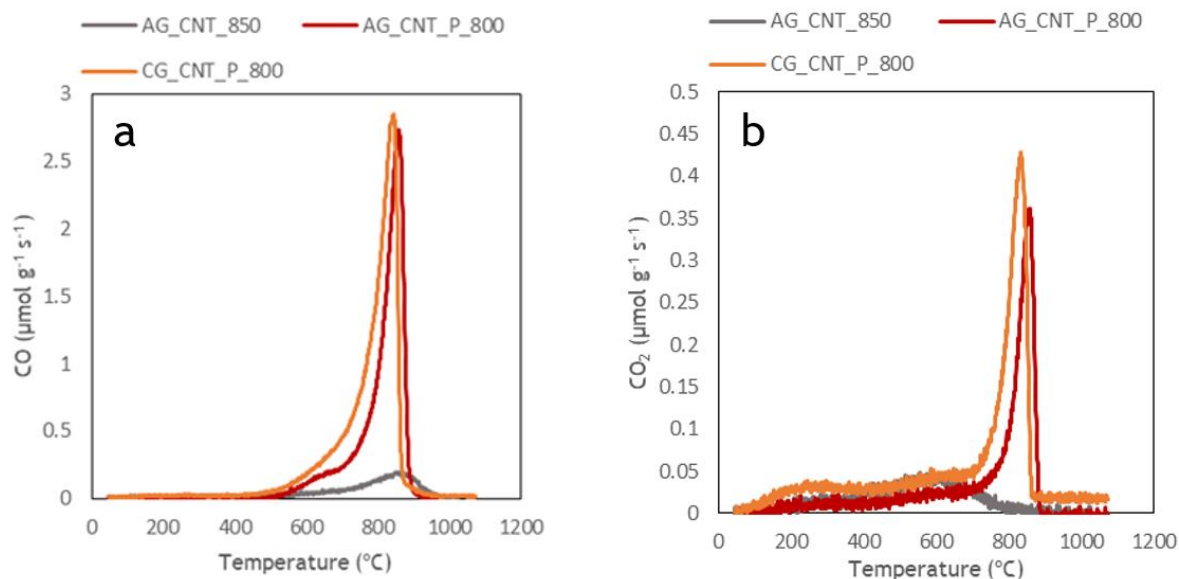 AG_CNT_850 AG_CNT_P_800
CG_CNT_P_800
a
3
2.5
2
1.5
1
0.5
0
CO (µmol g⁻¹ s⁻¹)
0 200 400 600 800 1000 1200
Temperature (°C)
AG_CNT_850 AG_CNT_P_800
CG_CNT_P_800
b
0.5
0.45
0.4
0.35
0.3
0.25
0.2
0.15
0.1
0.05
0
CO₂ (µmol g⁻¹ s⁻¹)
0 200 400 600 800 1000 1200
Temperature (°C)